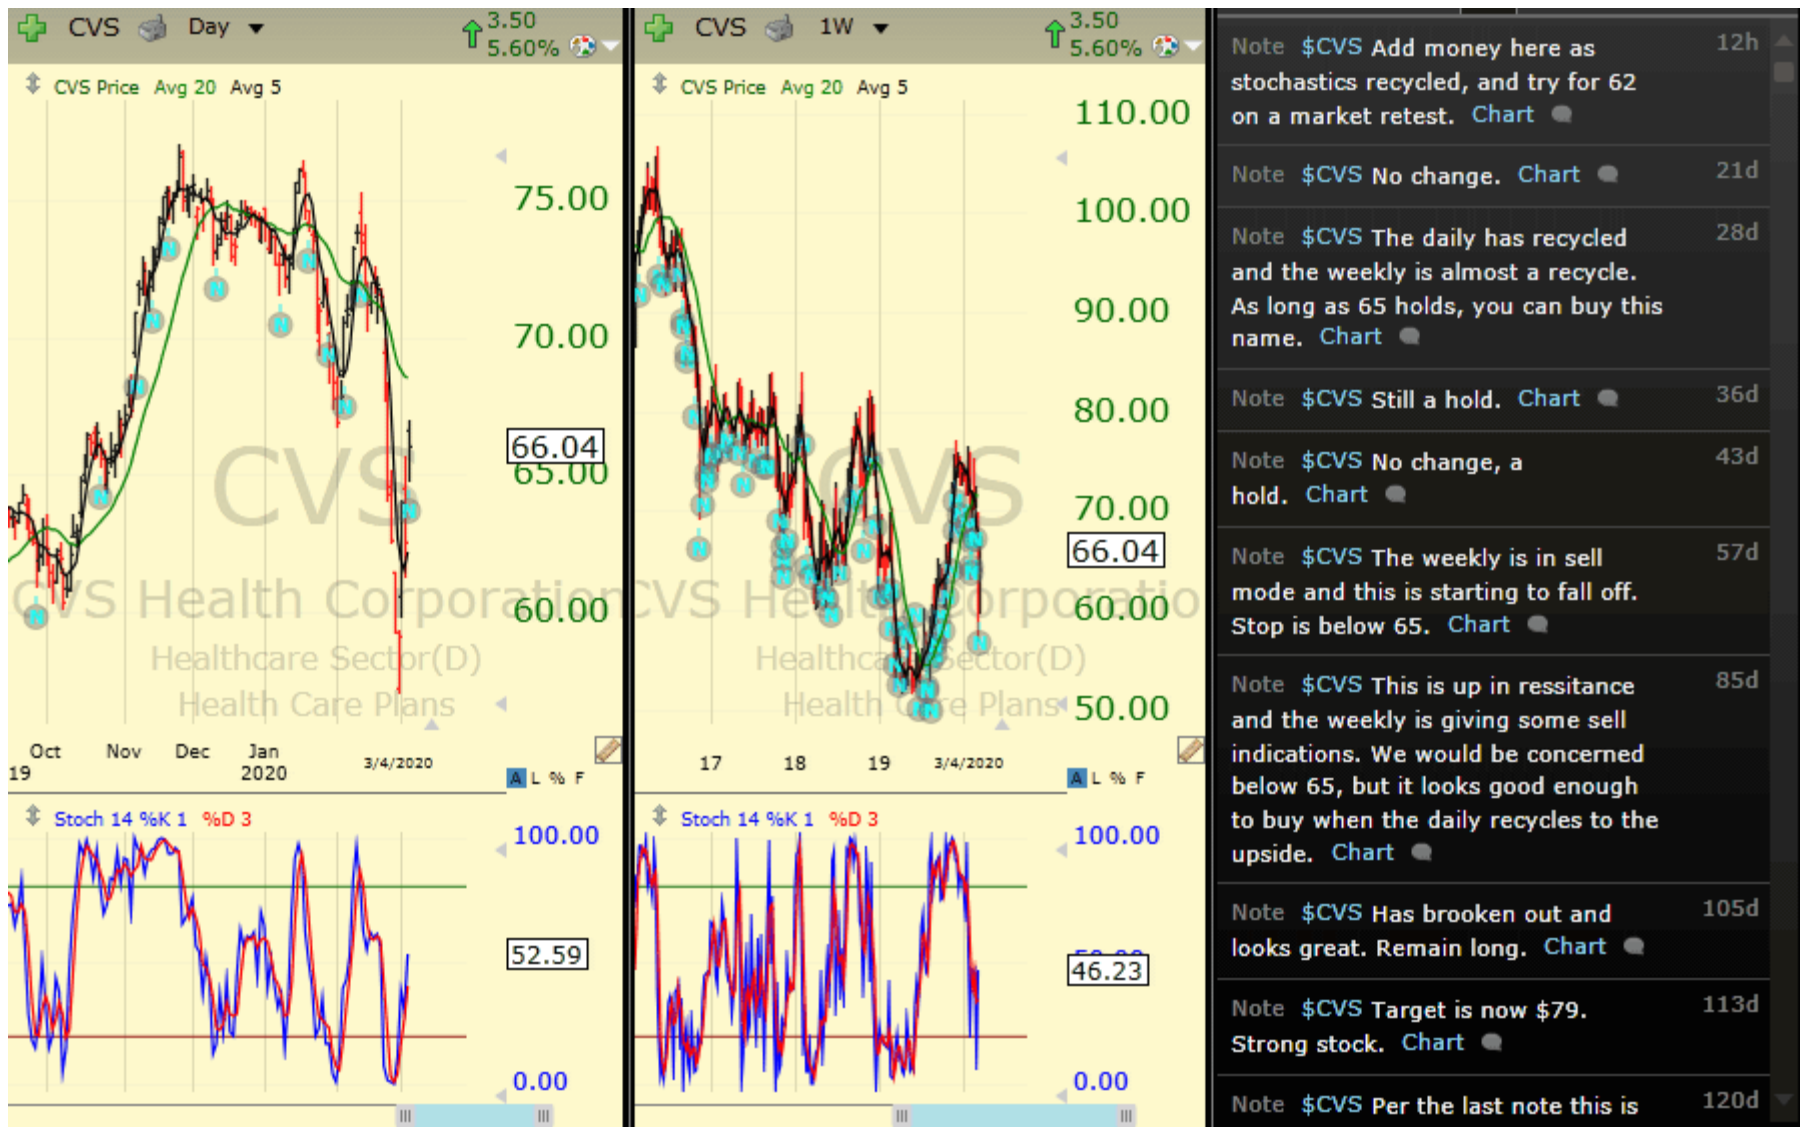 CVS Day 3.50
5.60%
CVS Price Avg 20 Avg 5
75.00
70.00
66.04
65.00
60.00
CVS
CVS Health Corporation
Healthcare Sector(D)
Health Care Plans
Oct Nov Dec Jan
19 2020 3/4/2020
A L % F
Stoch 14 %K 1 %D 3
100.00
52.59
0.00
CVS 1W 3.50
5.60%
CVS Price Avg 20 Avg 5
110.00
100.00
90.00
80.00
70.00
66.04
60.00
50.00
CVS
CVS Health Corporatio
Healthcare Sector(D)
Health Care Plans
17 18 19 3/4/2020
A L % F
Stoch 14 %K 1 %D 3
100.00
46.23
0.00
Note $CVS Add money here as 12h
stochastics recycled, and try for 62
on a market retest. Chart
Note $CVS No change. Chart 21d
Note $CVS The daily has recycled 28d
and the weekly is almost a recycle.
As long as 65 holds, you can buy this
name. Chart
Note $CVS Still a hold. Chart 36d
Note $CVS No change, a 43d
hold. Chart
Note $CVS The weekly is in sell 57d
mode and this is starting to fall off.
Stop is below 65. Chart
Note $CVS This is up in ressitance 85d
and the weekly is giving some sell
indications. We would be concerned
below 65, but it looks good enough
to buy when the daily recycles to the
upside. Chart
Note $CVS Has brooken out and 105d
looks great. Remain long. Chart
Note $CVS Target is now $79. 113d
Strong stock. Chart
Note $CVS Per the last note this is 120d